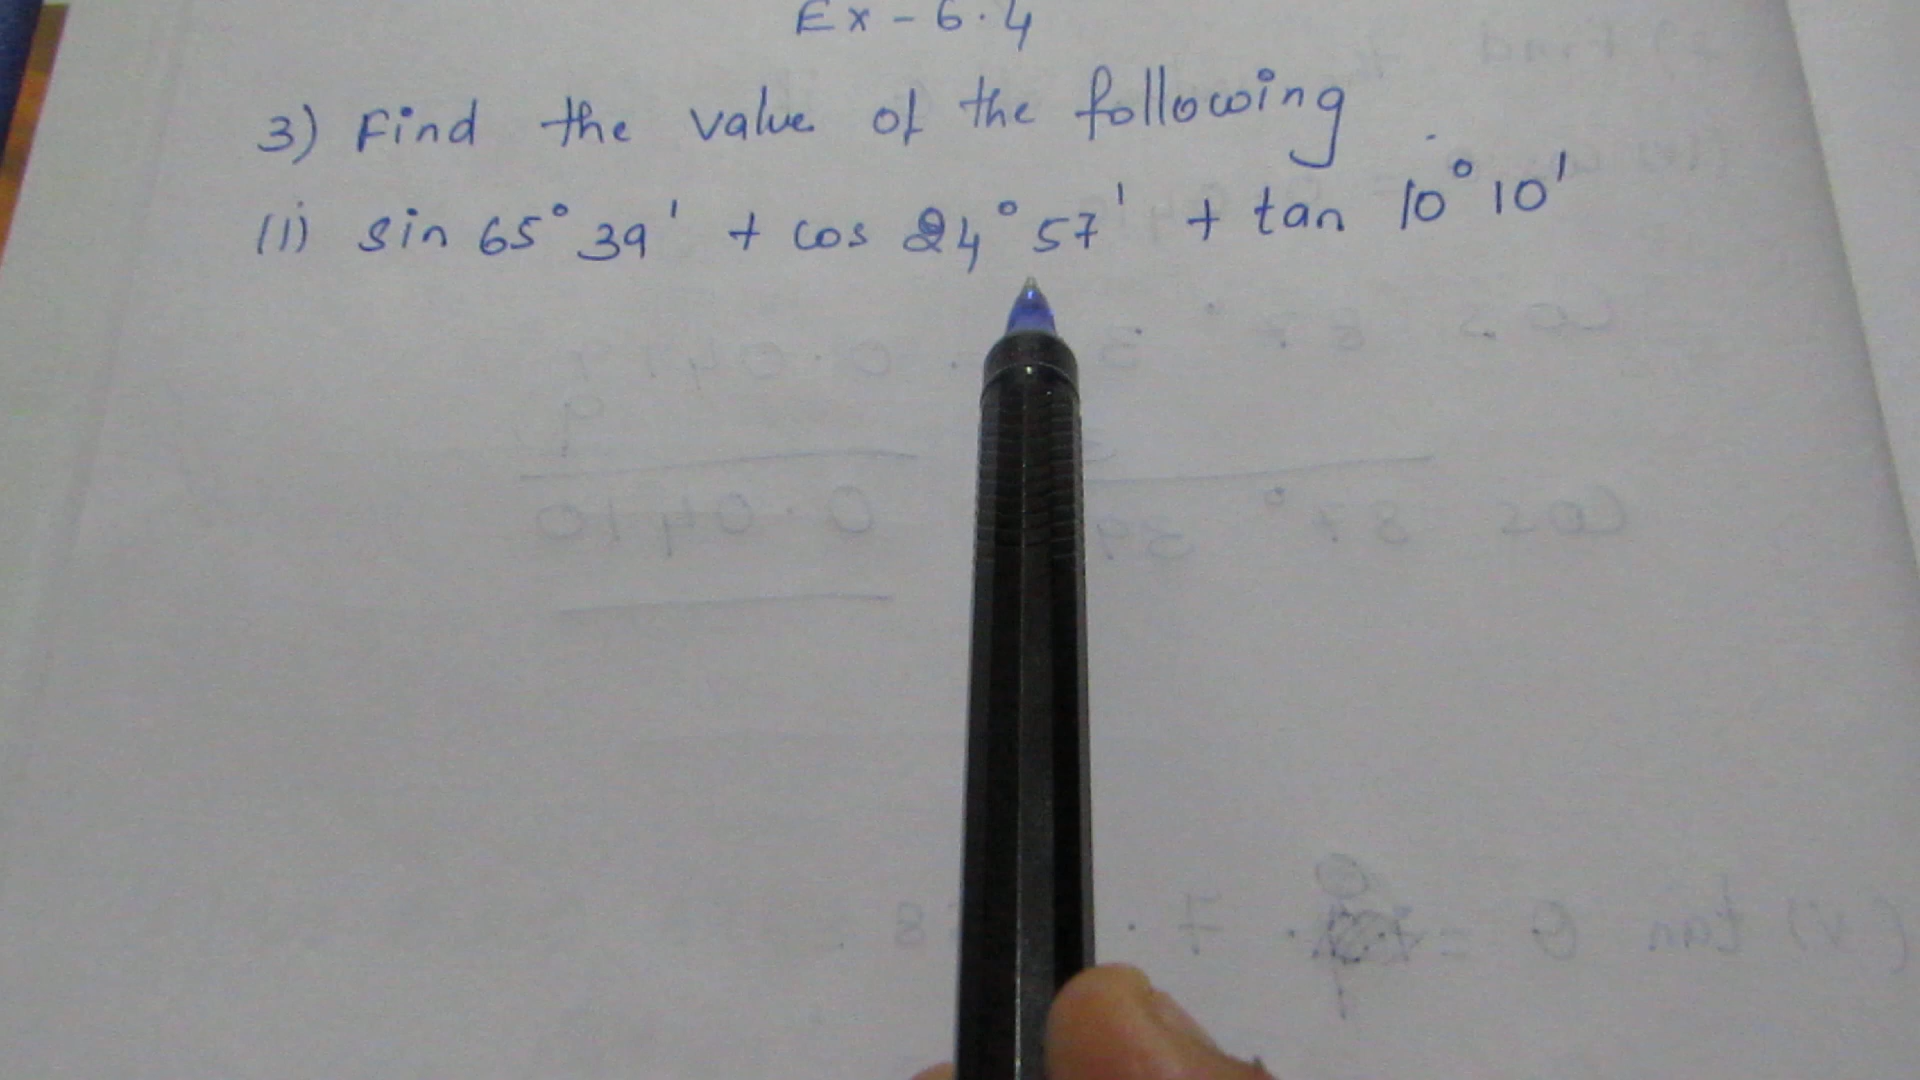 Ex - 6.4
3) Find the value of the following
(i) sin 65° 39' + cos 24° 57' + tan 10° 10'